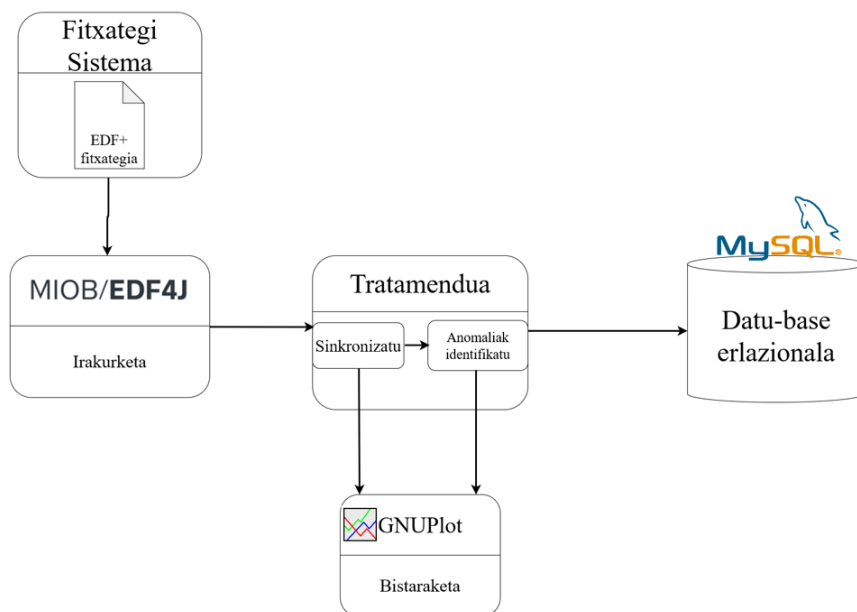 Fitxategi
Sistema
EDF+
fitxategia
MIOB/EDF4J
Irakurketa
Tratamendua
Sinkronizatu
Anomaliak
identifikatu
MySQL®
Datu-base
erlazionala
GNUPlot
Bistaraketa